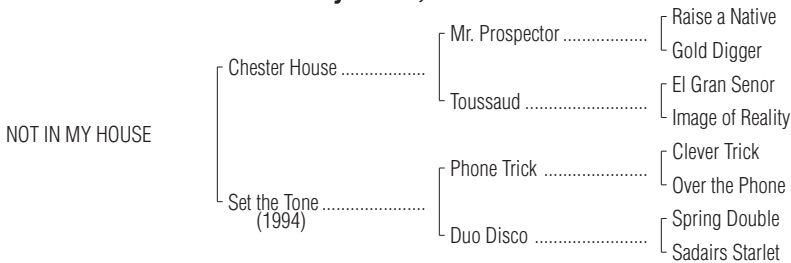 Raise a Native
Mr. Prospector ..................
Gold Digger
Chester House ..................
El Gran Senor
Toussaud ..........................
Image of Reality
NOT IN MY HOUSE
Clever Trick
Phone Trick ......................
Over the Phone
Set the Tone ......................
(1994)
Spring Double
Duo Disco ........................
Sadairs Starlet